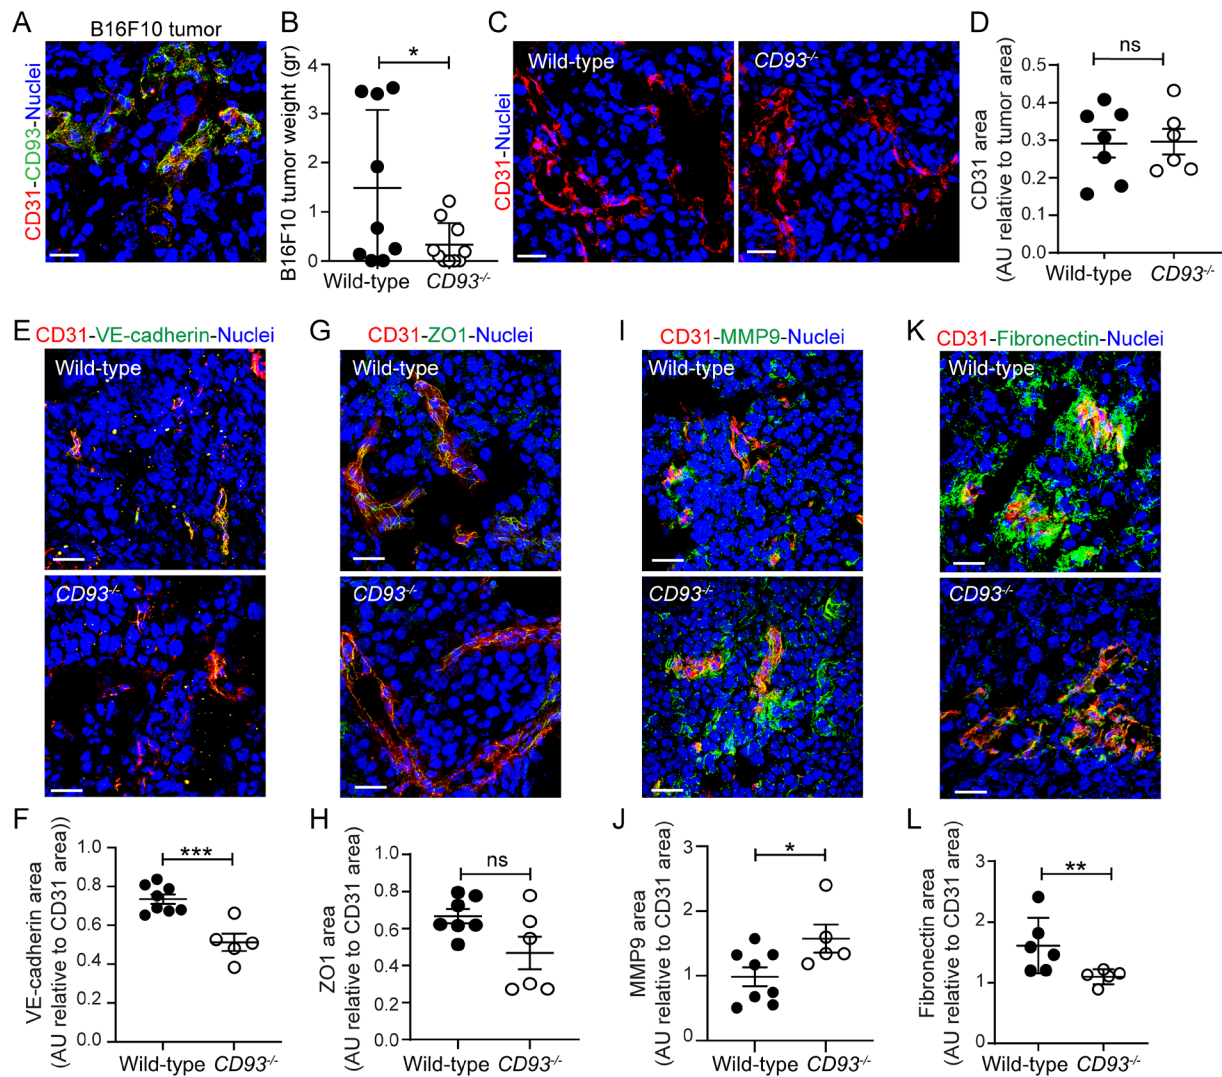 A
B16F10 tumor
CD31-CD93-Nuclei
B
B16F10 tumor weight (gr)
4
3
2
1
0
*
Wild-type
CD93-/-
C
CD31-Nuclei
Wild-type
CD93-/-
D
CD31 area
(AU relative to tumor area)
0.5
0.4
0.3
0.2
0.1
0.0
ns
Wild-type
CD93-/-
E
CD31-VE-cadherin-Nuclei
Wild-type
CD93-/-
G
CD31-ZO1-Nuclei
Wild-type
CD93-/-
I
CD31-MMP9-Nuclei
Wild-type
CD93-/-
K
CD31-Fibronectin-Nuclei
Wild-type
CD93-/-
F
VE-cadherin area
(AU relative to CD31 area))
1.0
0.8
0.6
0.4
0.2
0.0
***
Wild-type
CD93-/-
H
ZO1 area
(AU relative to CD31 area)
1.0
0.8
0.6
0.4
0.2
0.0
ns
Wild-type
CD93-/-
J
MMP9 area
(AU relative to CD31 area)
3
2
1
0
*
Wild-type
CD93-/-
L
Fibronectin area
(AU relative to CD31 area)
3
2
1
0
**
Wild-type
CD93-/-